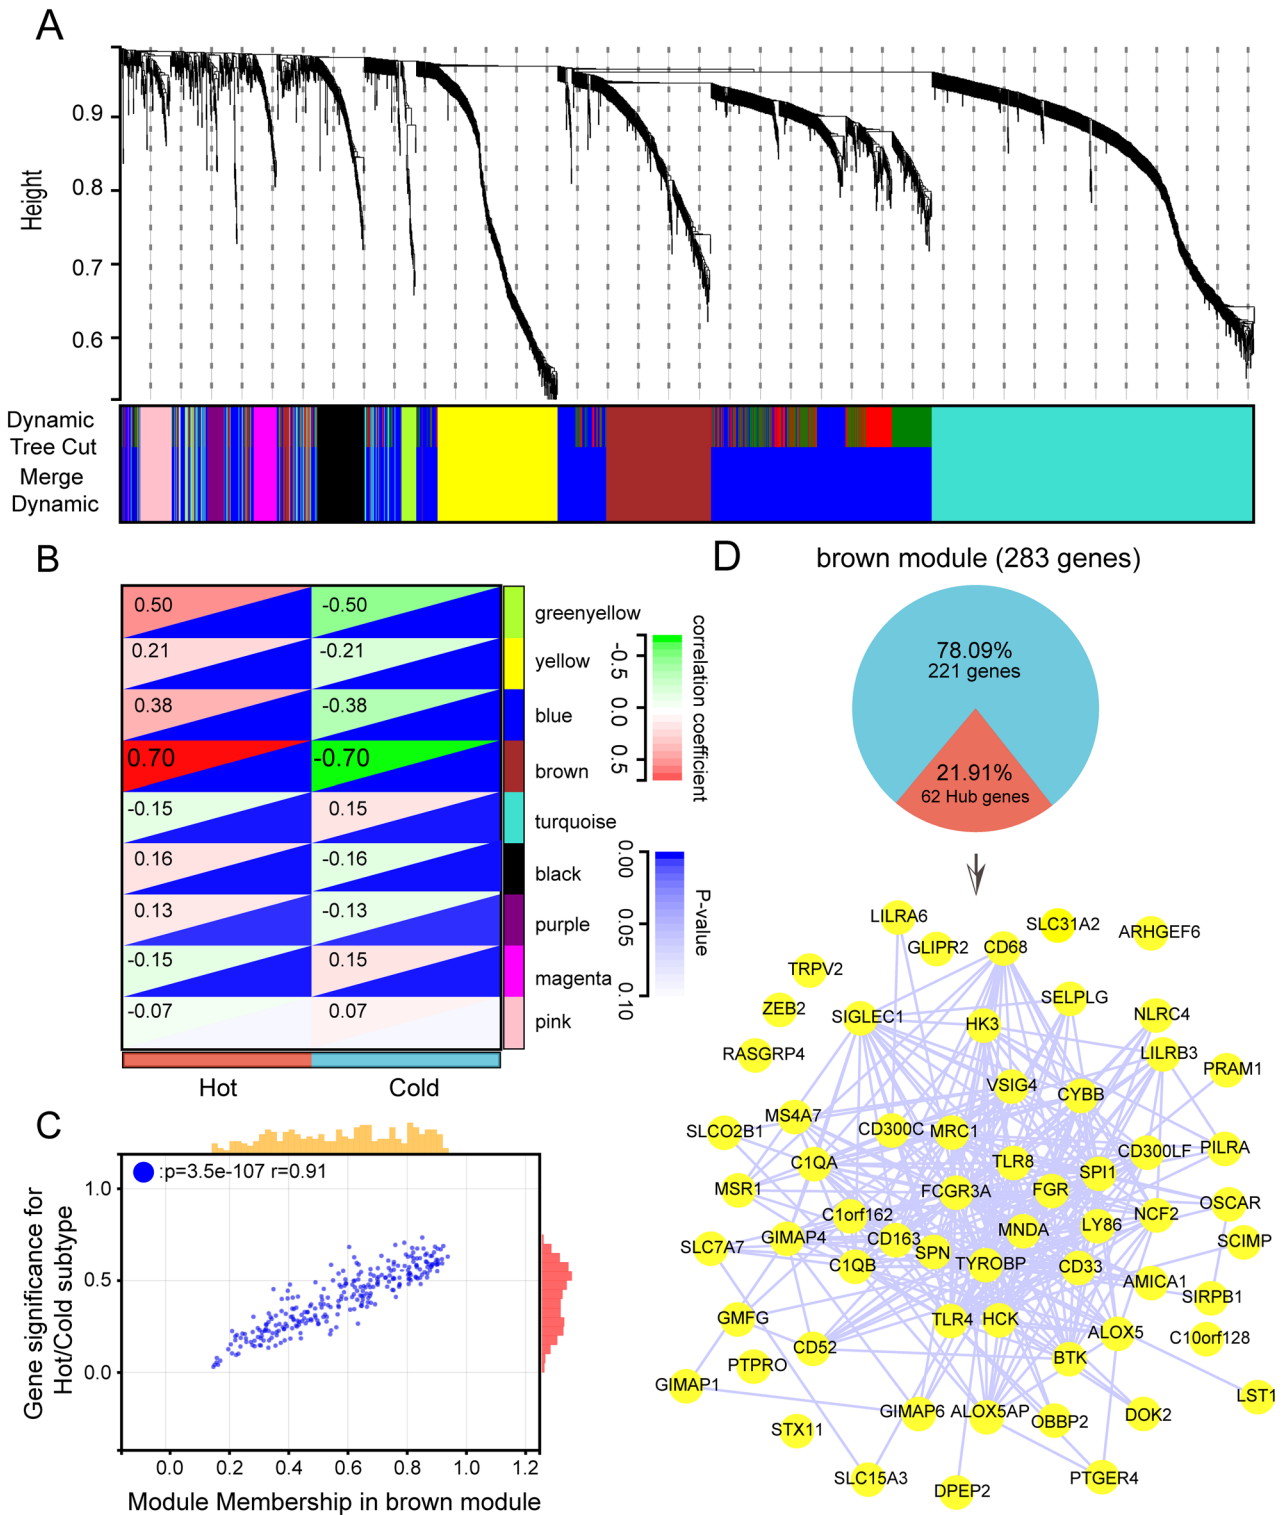 A
Height
0.9
0.8
0.7
0.6
Dynamic
Tree Cut
Merge
Dynamic
B
0.50
-0.50
greenyellow
0.21
-0.21
yellow
0.38
-0.38
blue
0.70
-0.70
brown
-0.15
0.15
turquoise
0.16
-0.16
black
0.13
-0.13
purple
-0.15
0.15
magenta
-0.07
0.07
pink
Hot
Cold
-0.5
0.0
0.5
correlation coefficient
0.00
0.05
0.10
P-value
C
:p=3.5e-107 r=0.91
1.0
0.5
0.0
Gene significance for
Hot/Cold subtype
0.0
0.2
0.4
0.6
0.8
1.0
1.2
Module Membership in brown module
D
brown module (283 genes)
78.09%
221 genes
21.91%
62 Hub genes
LILRA6
GLIPR2
CD68
SLC31A2
ARHGEF6
TRPV2
ZEB2
SIGLEC1
HK3
SELPLG
NLRC4
RASGRP4
LILRB3
PRAM1
VSIG4
CYBB
MS4A7
SLCO2B1
CD300C
MRC1
CD300LF
PILRA
C1QA
TLR8
SPI1
MSR1
FCGR3A
FGR
OSCAR
C1orf162
NCF2
MNDA
LY86
GIMAP4
CD163
SPN
SLC7A7
SCIMP
C1QB
TYROBP
CD33
AMICA1
SIRPB1
GMFG
TLR4
HCK
ALOX5
C10orf128
CD52
BTK
PTPRO
GIMAP1
LST1
GIMAP6
ALOX5AP
OBBP2
DOK2
STX11
SLC15A3
DPEP2
PTGER4